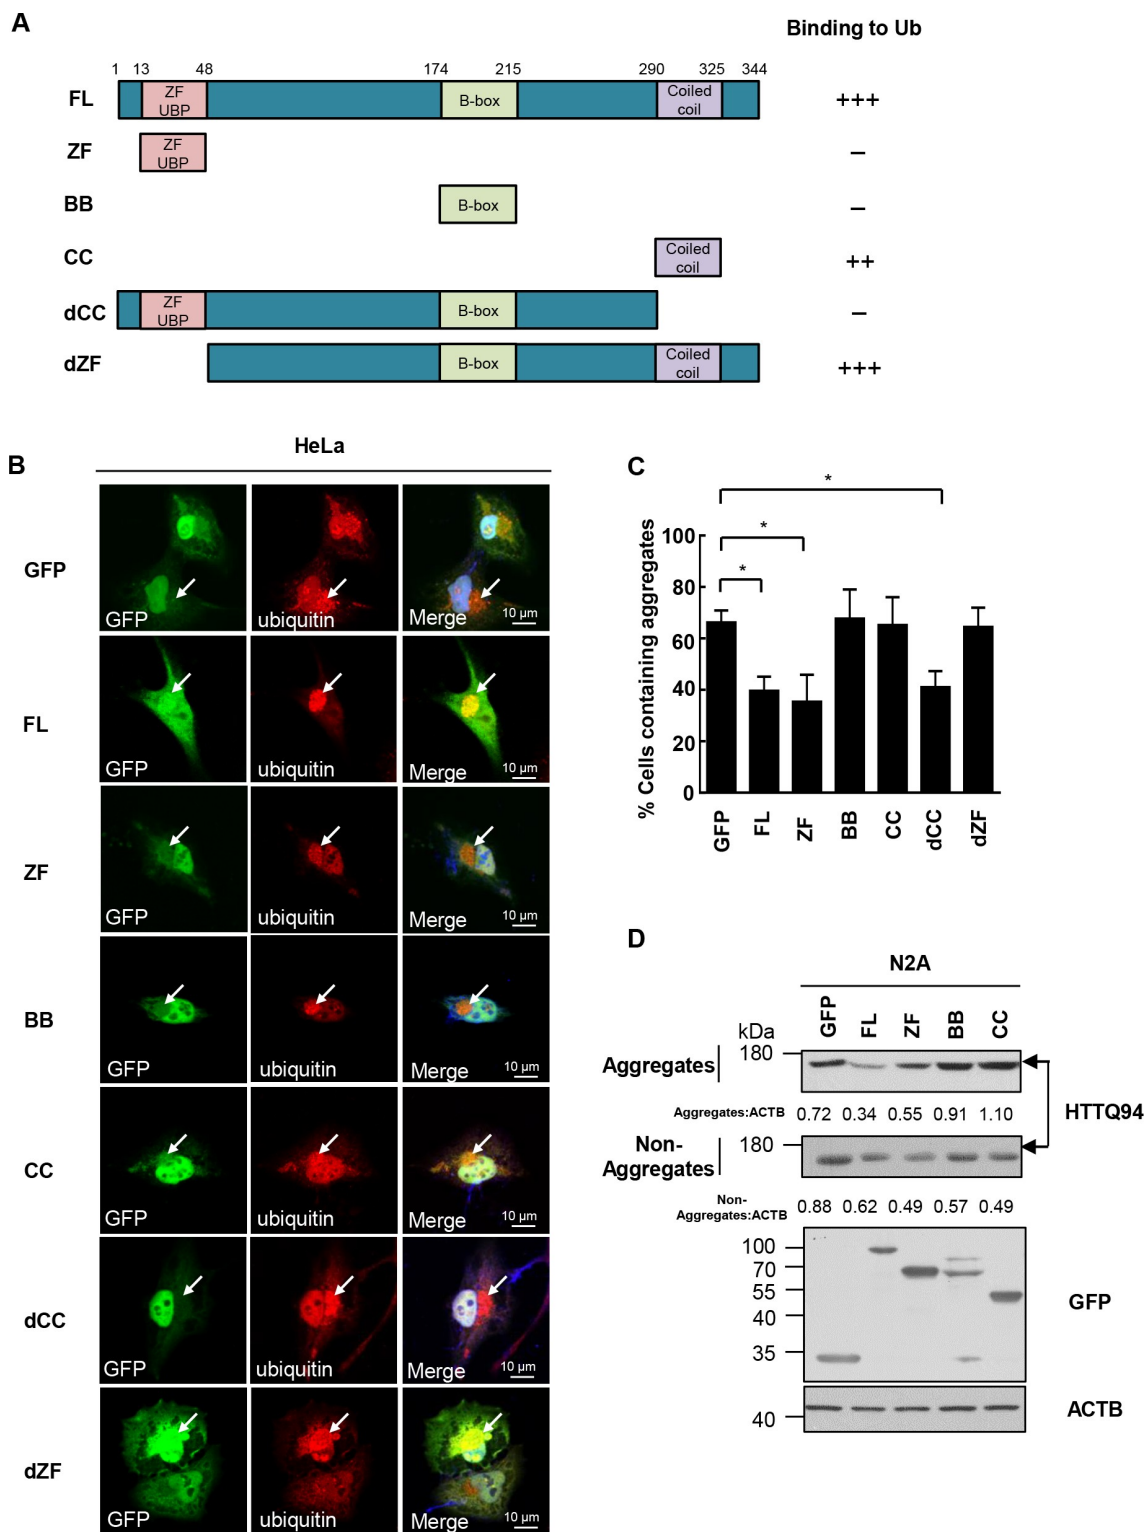 A
Binding to Ub
1 13 48 174 215 290 325 344
FL ZF UBP B-box Coiled coil +++
ZF ZF UBP –
BB B-box –
CC Coiled coil ++
dCC ZF UBP B-box –
dZF B-box Coiled coil +++
B
HeLa
GFP
GFP ubiquitin Merge 10 µm
FL
GFP ubiquitin Merge 10 µm
ZF
GFP ubiquitin Merge 10 µm
BB
GFP ubiquitin Merge 10 µm
CC
GFP ubiquitin Merge 10 µm
dCC
GFP ubiquitin Merge 10 µm
dZF
GFP ubiquitin Merge 10 µm
C
*
*
*
% Cells containing aggregates
100
80
60
40
20
0
GFP FL ZF BB CC dCC dZF
D
N2A
kDa GFP FL ZF BB CC
Aggregates 180
HTTQ94
Aggregates:ACTB 0.72 0.34 0.55 0.91 1.10
Non-
Aggregates 180
Non-
Aggregates:ACTB 0.88 0.62 0.49 0.57 0.49
100
70
55
40
35
GFP
40
ACTB